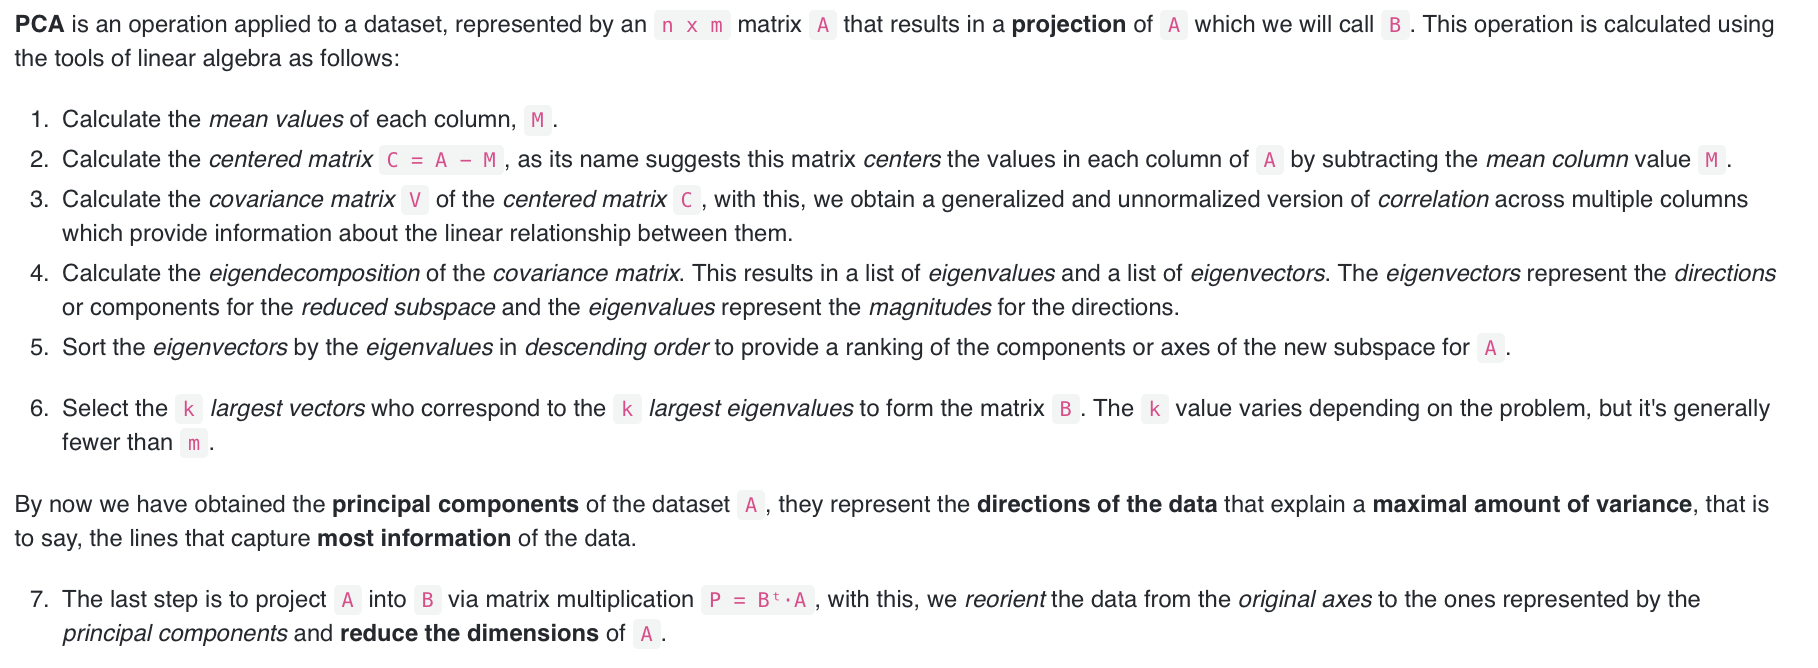 PCA is an operation applied to a dataset, represented by an n x m matrix A that results in a projection of A which we will call B. This operation is calculated using
the tools of linear algebra as follows:
1. Calculate the mean values of each column, M.
2. Calculate the centered matrix C = A − M, as its name suggests this matrix centers the values in each column of A by subtracting the mean column value M.
3. Calculate the covariance matrix V of the centered matrix C, with this, we obtain a generalized and unnormalized version of correlation across multiple columns
which provide information about the linear relationship between them.
4. Calculate the eigendecomposition of the covariance matrix. This results in a list of eigenvalues and a list of eigenvectors. The eigenvectors represent the directions
or components for the reduced subspace and the eigenvalues represent the magnitudes for the directions.
5. Sort the eigenvectors by the eigenvalues in descending order to provide a ranking of the components or axes of the new subspace for A.
6. Select the k largest vectors who correspond to the k largest eigenvalues to form the matrix B. The k value varies depending on the problem, but it's generally
fewer than m.
By now we have obtained the principal components of the dataset A, they represent the directions of the data that explain a maximal amount of variance, that is
to say, the lines that capture most information of the data.
7. The last step is to project A into B via matrix multiplication P = Bᵗ·A, with this, we reorient the data from the original axes to the ones represented by the
principal components and reduce the dimensions of A.